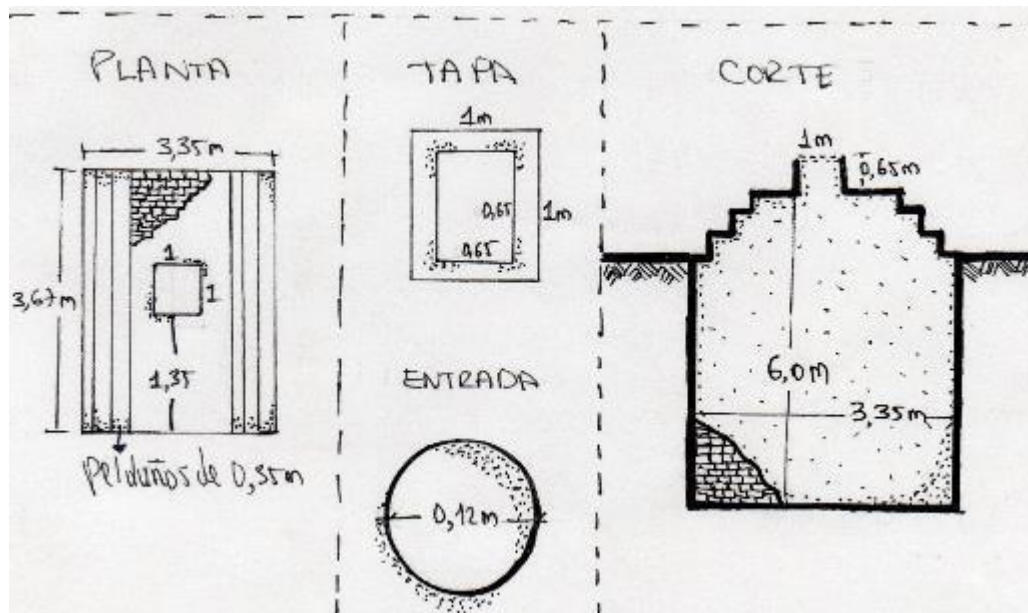 PLANTA
3,35m
3,67m
1
1
1,35
pelduños de 0,35m
TAPA
1m
1m
0,65
0,65
ENTRADA
0,12m
CORTE
1m
0,65m
6,0m
3,35m